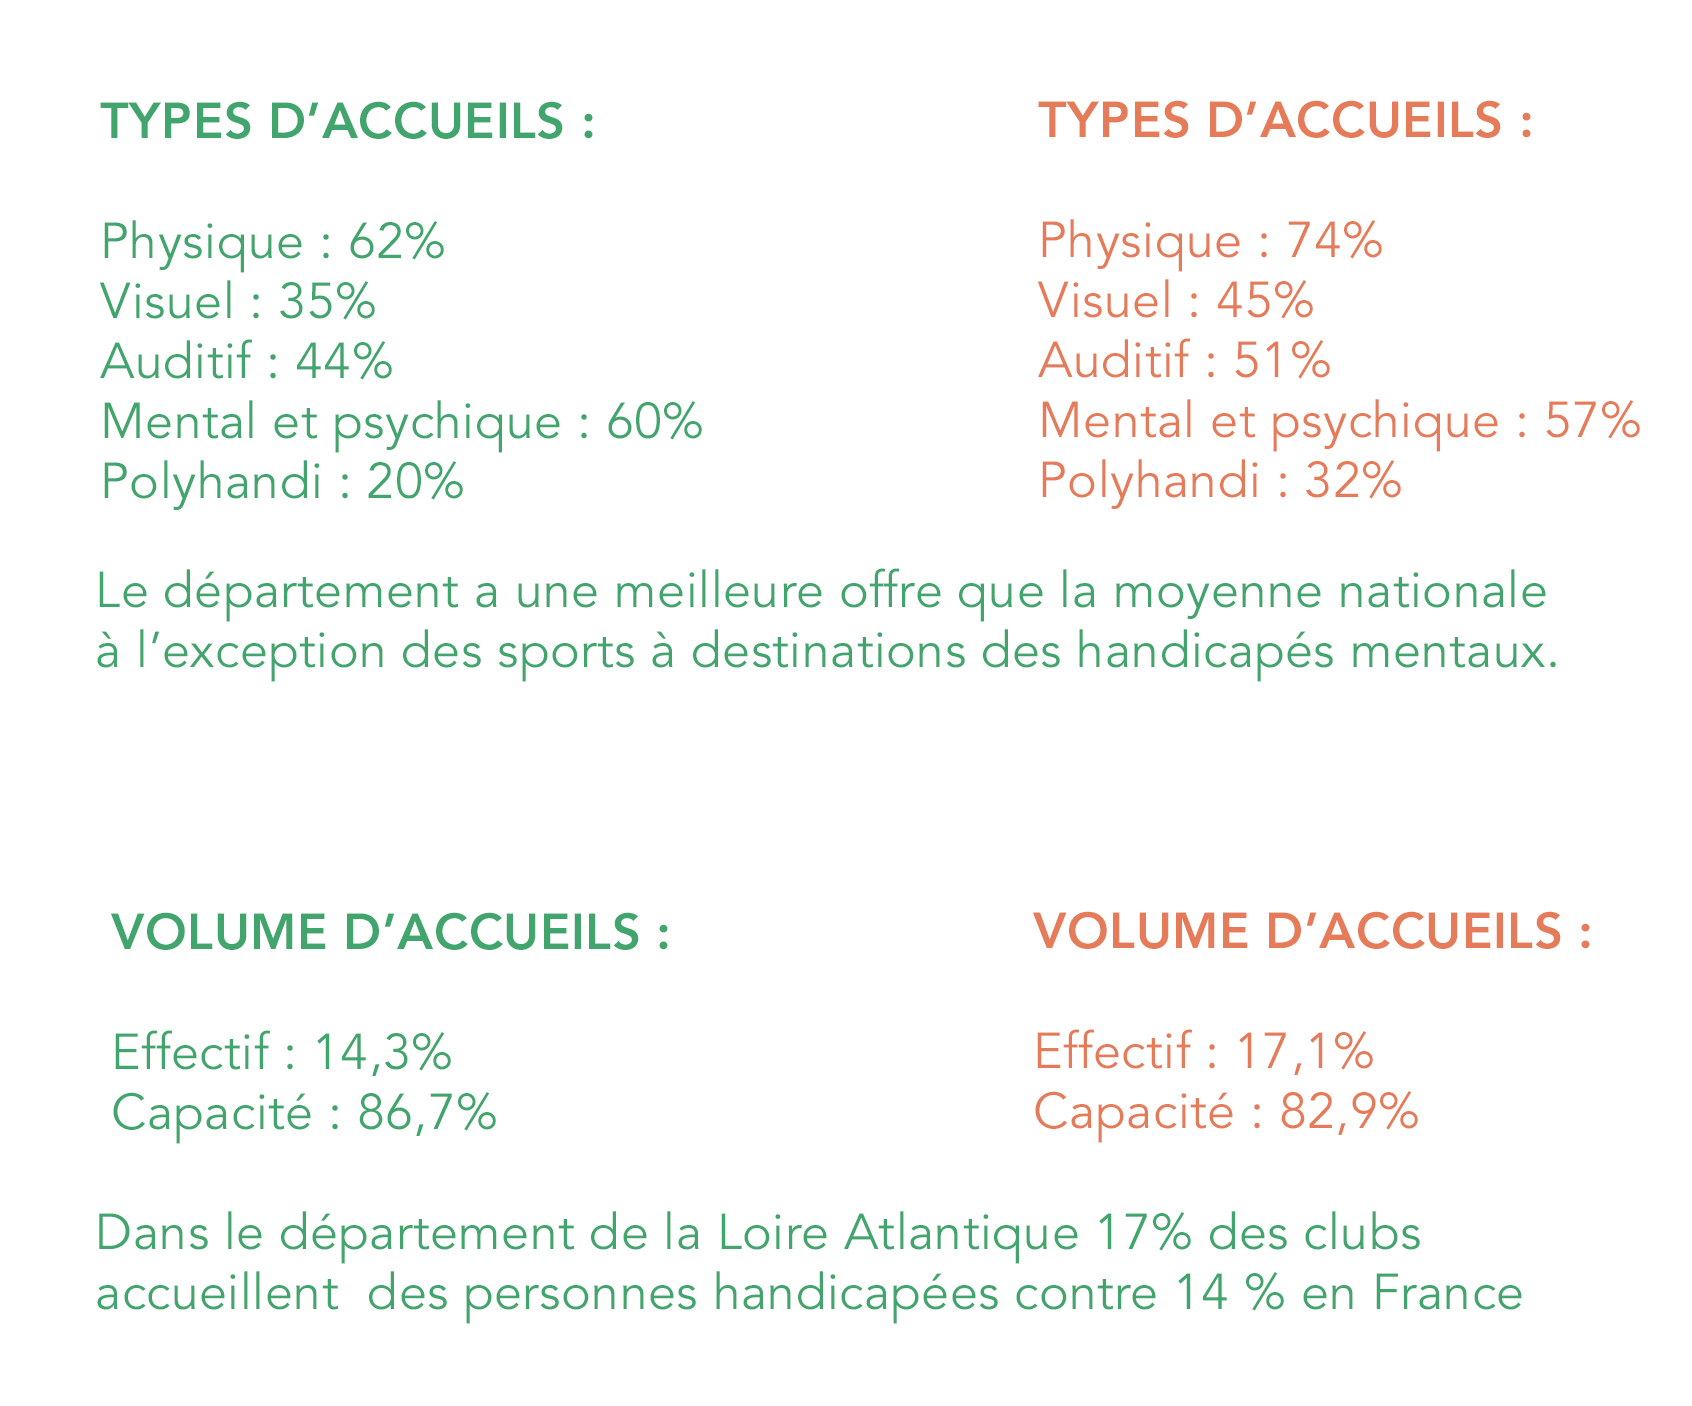 TYPES D’ACCUEILS :
Physique : 62%
Visuel : 35%
Auditif : 44%
Mental et psychique : 60%
Polyhandi : 20%
TYPES D’ACCUEILS :
Physique : 74%
Visuel : 45%
Auditif : 51%
Mental et psychique : 57%
Polyhandi : 32%
Le département a une meilleure offre que la moyenne nationale
à l’exception des sports à destinations des handicapés mentaux.
VOLUME D’ACCUEILS :
Effectif : 14,3%
Capacité : 86,7%
VOLUME D’ACCUEILS :
Effectif : 17,1%
Capacité : 82,9%
Dans le département de la Loire Atlantique 17% des clubs
accueillent  des personnes handicapées contre 14 % en France